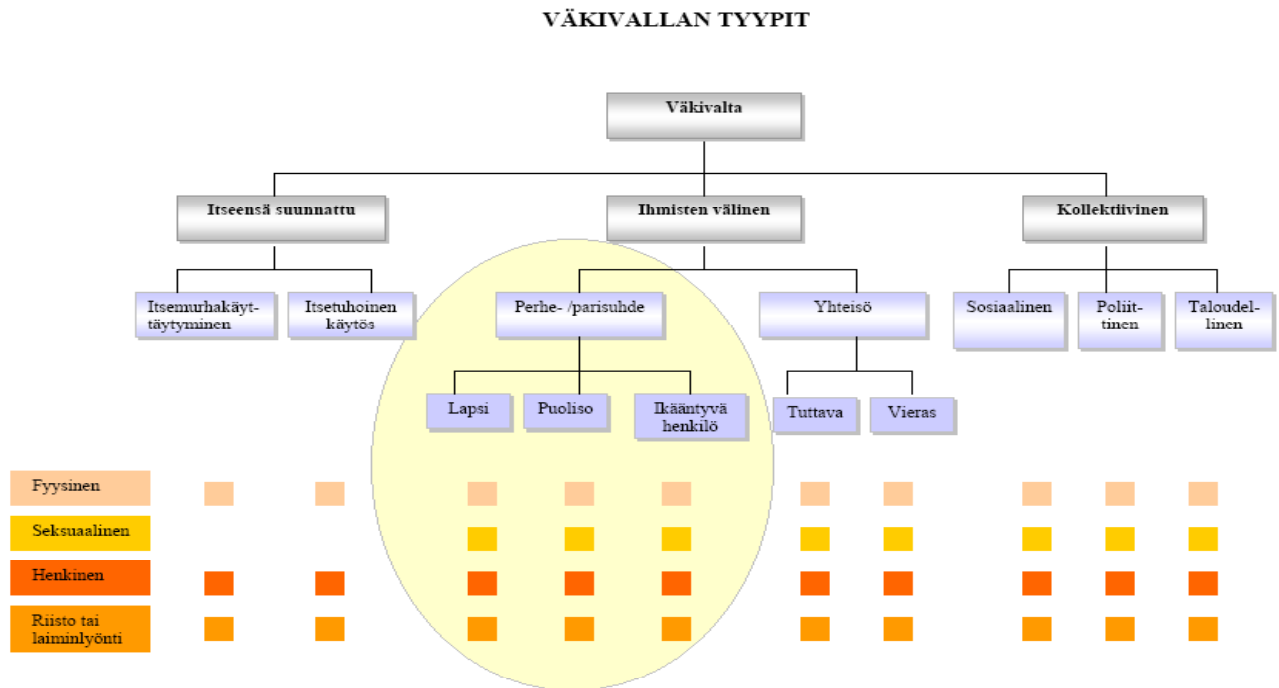 VÄKIVALLAN TYYPIT
Väkivalta
Itseensä suunnattu
Ihmisten välinen
Kollektiivinen
Itsemurhakäyt-
täytyminen
Itsetuhoinen
käytös
Perhe- /parisuhde
Yhteisö
Sosiaalinen
Poliit-
tinen
Taloudel-
linen
Lapsi
Puoliso
Ikääntyvä
henkilö
Tuttava
Vieras
Fyysinen
Seksuaalinen
Henkinen
Riisto tai
laiminlyönti